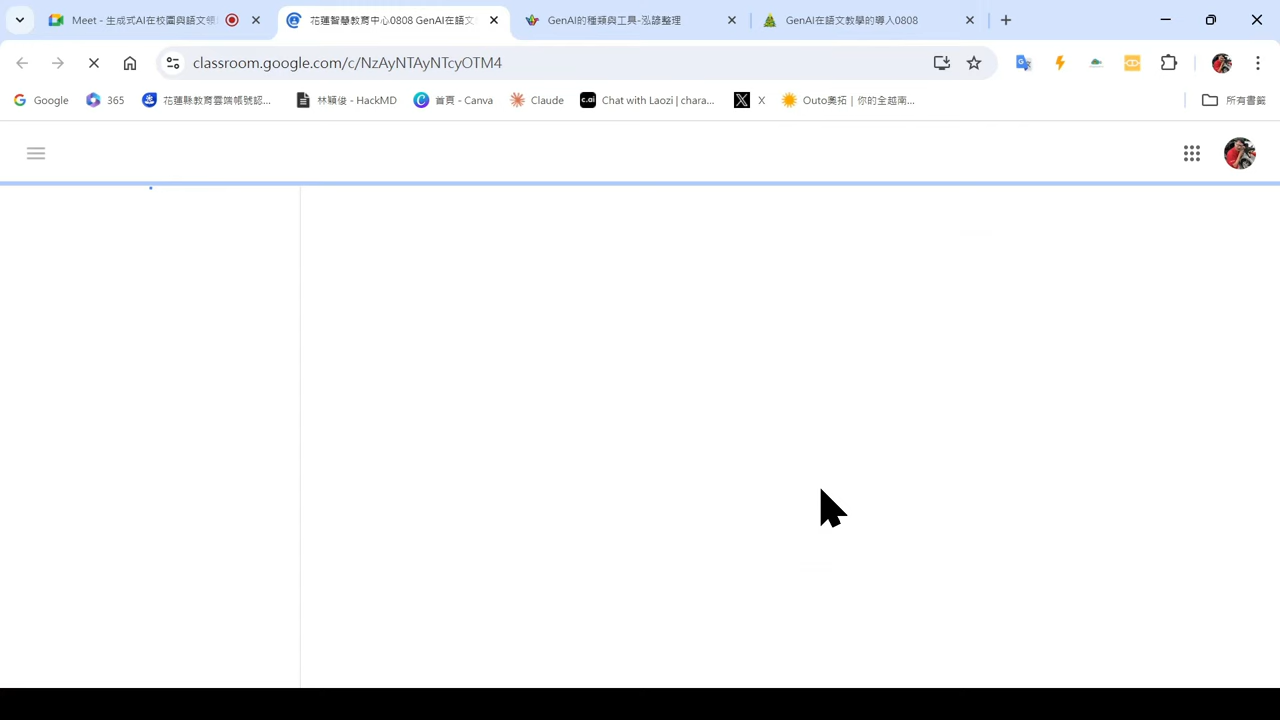 Meet - 生成式AI在校園與語文領
花蓮智慧教育中心0808 GenAI在語文
GenAI的種類與工具-泓諺整理
GenAI在語文教學的導入0808
classroom.google.com/c/NzAyNTAyNTcyOTM4
Google
365
花蓮縣教育雲端帳號認...
林穎俊 - HackMD
首頁 - Canva
Claude
Chat with Laozi | chara...
X
Outo奧拓｜你的全越南...
所有書籤